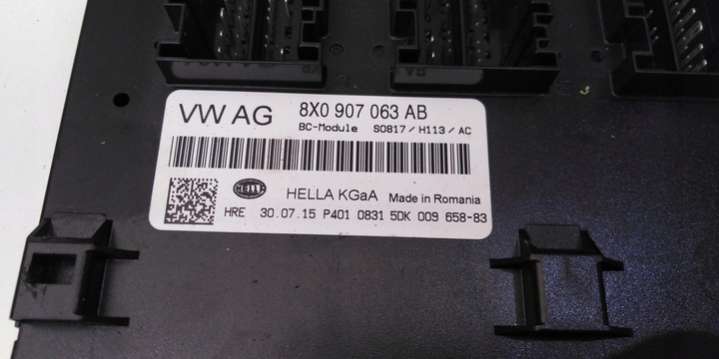 VW AG 8X0 907 063 AB
BC-Module S0817/H113/AC
HELLA HELLA KGaA Made in Romania
HRE 30.07.15 P401 0831 5DK 009 658-83